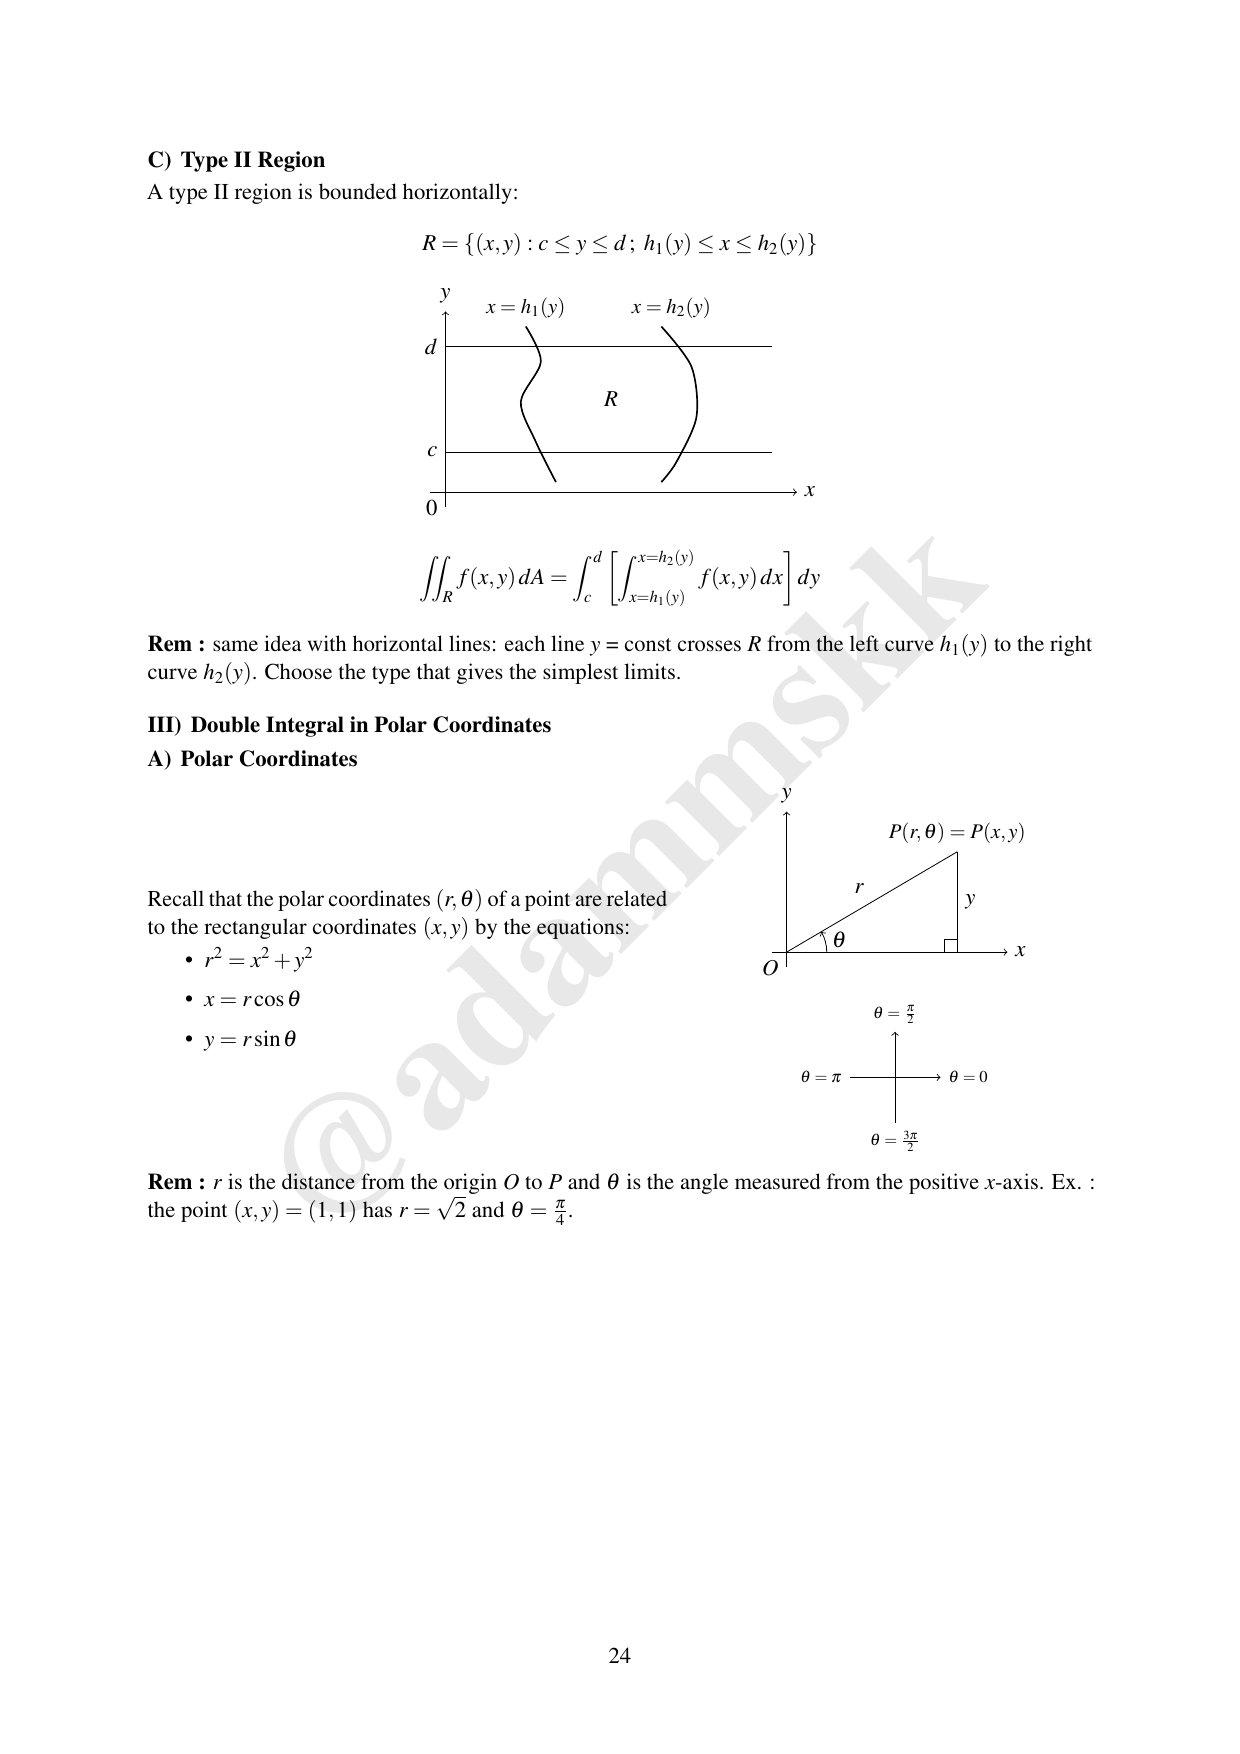 C) Type II Region
A type II region is bounded horizontally:
R = {(x,y) : c ≤ y ≤ d ; h₁(y) ≤ x ≤ h₂(y)}
y
x = h₁(y)
x = h₂(y)
d
R
c
x
0
∬_R f(x,y) dA = ∫_c^d [∫_{x=h₁(y)}^{x=h₂(y)} f(x,y) dx] dy
Rem : same idea with horizontal lines: each line y = const crosses R from the left curve h₁(y) to the right
curve h₂(y). Choose the type that gives the simplest limits.
III) Double Integral in Polar Coordinates
A) Polar Coordinates
y
P(r,θ) = P(x,y)
r
y
θ
x
O
Recall that the polar coordinates (r,θ) of a point are related
to the rectangular coordinates (x,y) by the equations:
• r² = x² + y²
• x = r cos θ
• y = r sin θ
θ = π/2
θ = π
θ = 0
θ = 3π/2
Rem : r is the distance from the origin O to P and θ is the angle measured from the positive x-axis. Ex. :
the point (x,y) = (1,1) has r = √2 and θ = π/4.
@adammskk
24